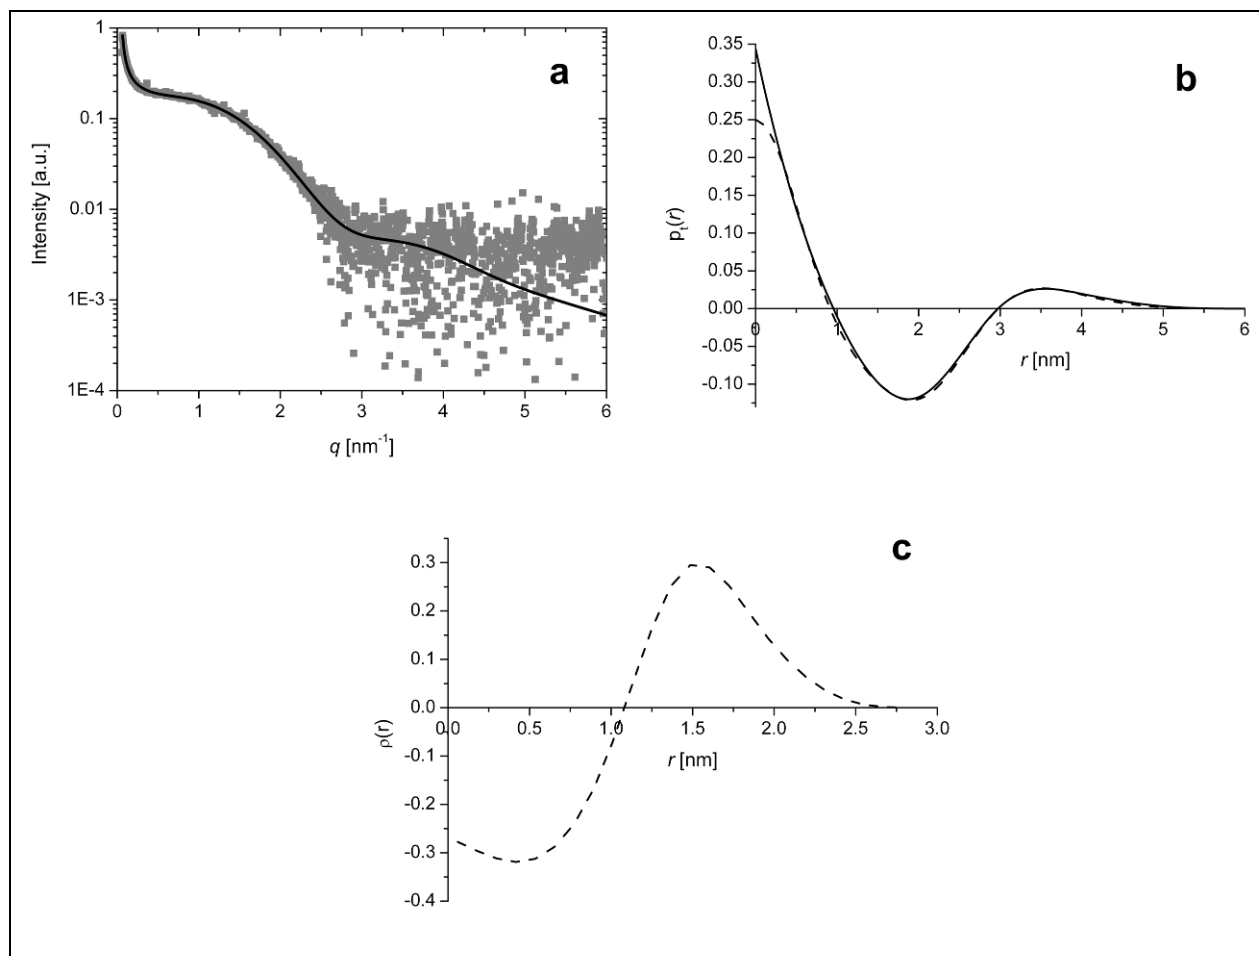 a
1
0.1
0.01
1E-3
1E-4
Intensity [a.u.]
0 1 2 3 4 5 6
q [nm-1]
b
0.35
0.30
0.25
0.20
0.15
0.10
0.05
0.00
-0.05
-0.10
pt(r)
0 1 2 3 4 5 6
r [nm]
c
0.3
0.2
0.1
0.0
-0.1
-0.2
-0.3
-0.4
ρ(r)
0.0 0.5 1.0 1.5 2.0 2.5 3.0
r [nm]